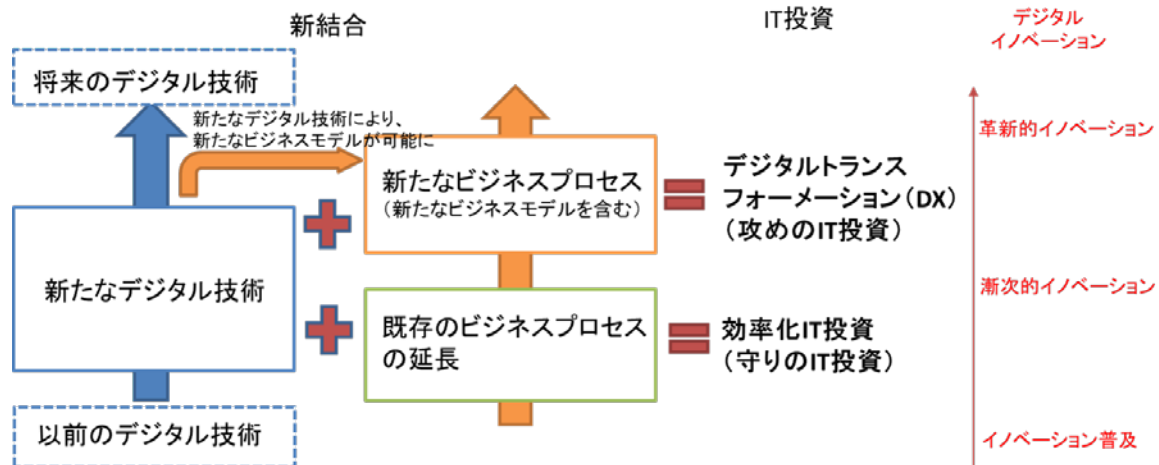 新結合
IT投資
デジタル
イノベーション
将来のデジタル技術
新たなデジタル技術により、
新たなビジネスモデルが可能に
革新的イノベーション
新たなビジネスプロセス
（新たなビジネスモデルを含む）
デジタルトランス
フォーメーション（DX）
（攻めのIT投資）
新たなデジタル技術
漸次的イノベーション
既存のビジネスプロセス
の延長
効率化IT投資
（守りのIT投資）
以前のデジタル技術
イノベーション普及